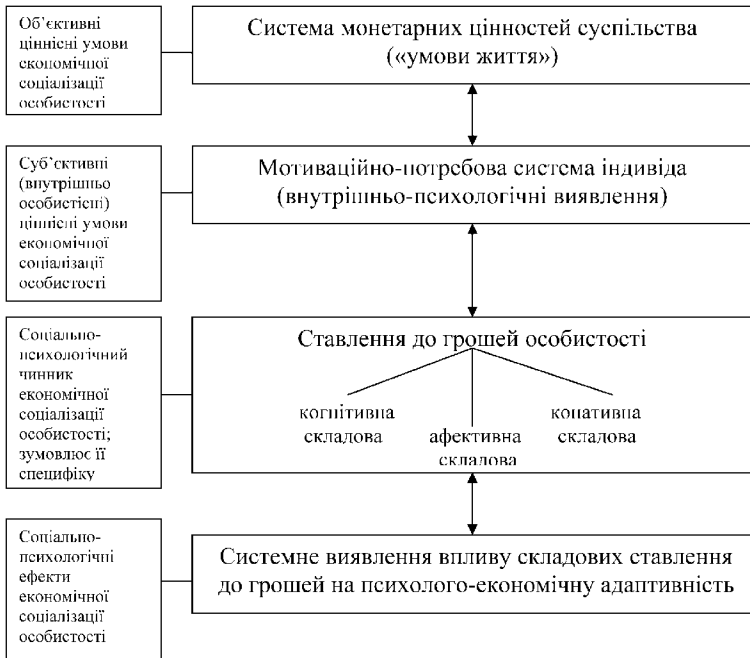 Об’єктивні
ціннісні умови
економічної
соціалізації
особистості
Система монетарних цінностей суспільства
(«умови життя»)
Суб’єктивні
(внутрішньо
особистісні)
ціннісні умови
економічної
соціалізації
особистості
Мотиваційно-потребова система індивіда
(внутрішньо-психологічні виявлення)
Соціально-
психологічний
чинник
економічної
соціалізації
особистості;
зумовлює її
специфіку
Ставлення до грошей особистості
когнітивна
складова
афективна
складова
конативна
складова
Соціально-
психологічні
ефекти
економічної
соціалізації
особистості
Системне виявлення впливу складових ставлення
до грошей на психолого-економічну адаптивність